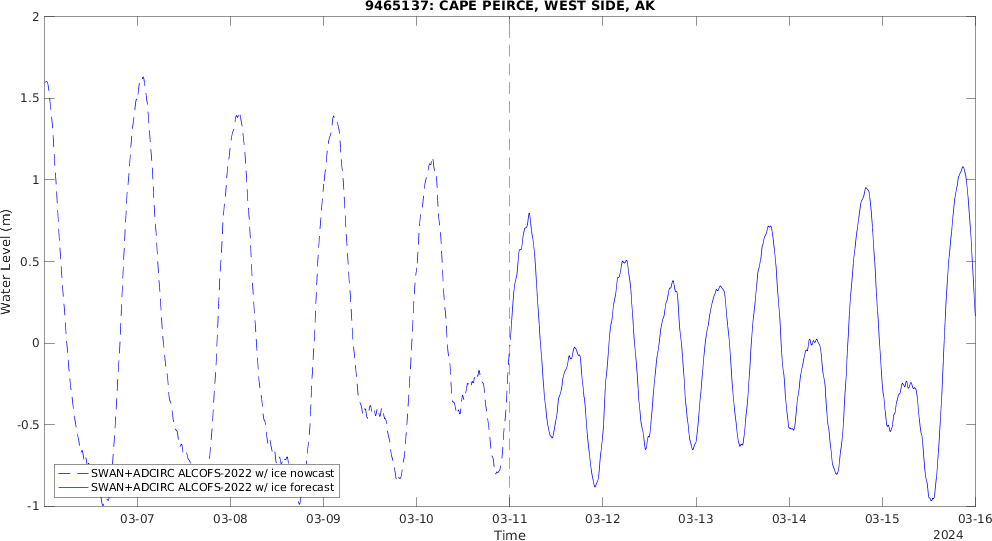 9465137: CAPE PEIRCE, WEST SIDE, AK
2
1.5
1
0.5
0
-0.5
-1
Water Level (m)
SWAN+ADCIRC ALCOFS-2022 w/ ice nowcast
SWAN+ADCIRC ALCOFS-2022 w/ ice forecast
03-07 03-08 03-09 03-10 03-11 03-12 03-13 03-14 03-15 03-16
Time
2024